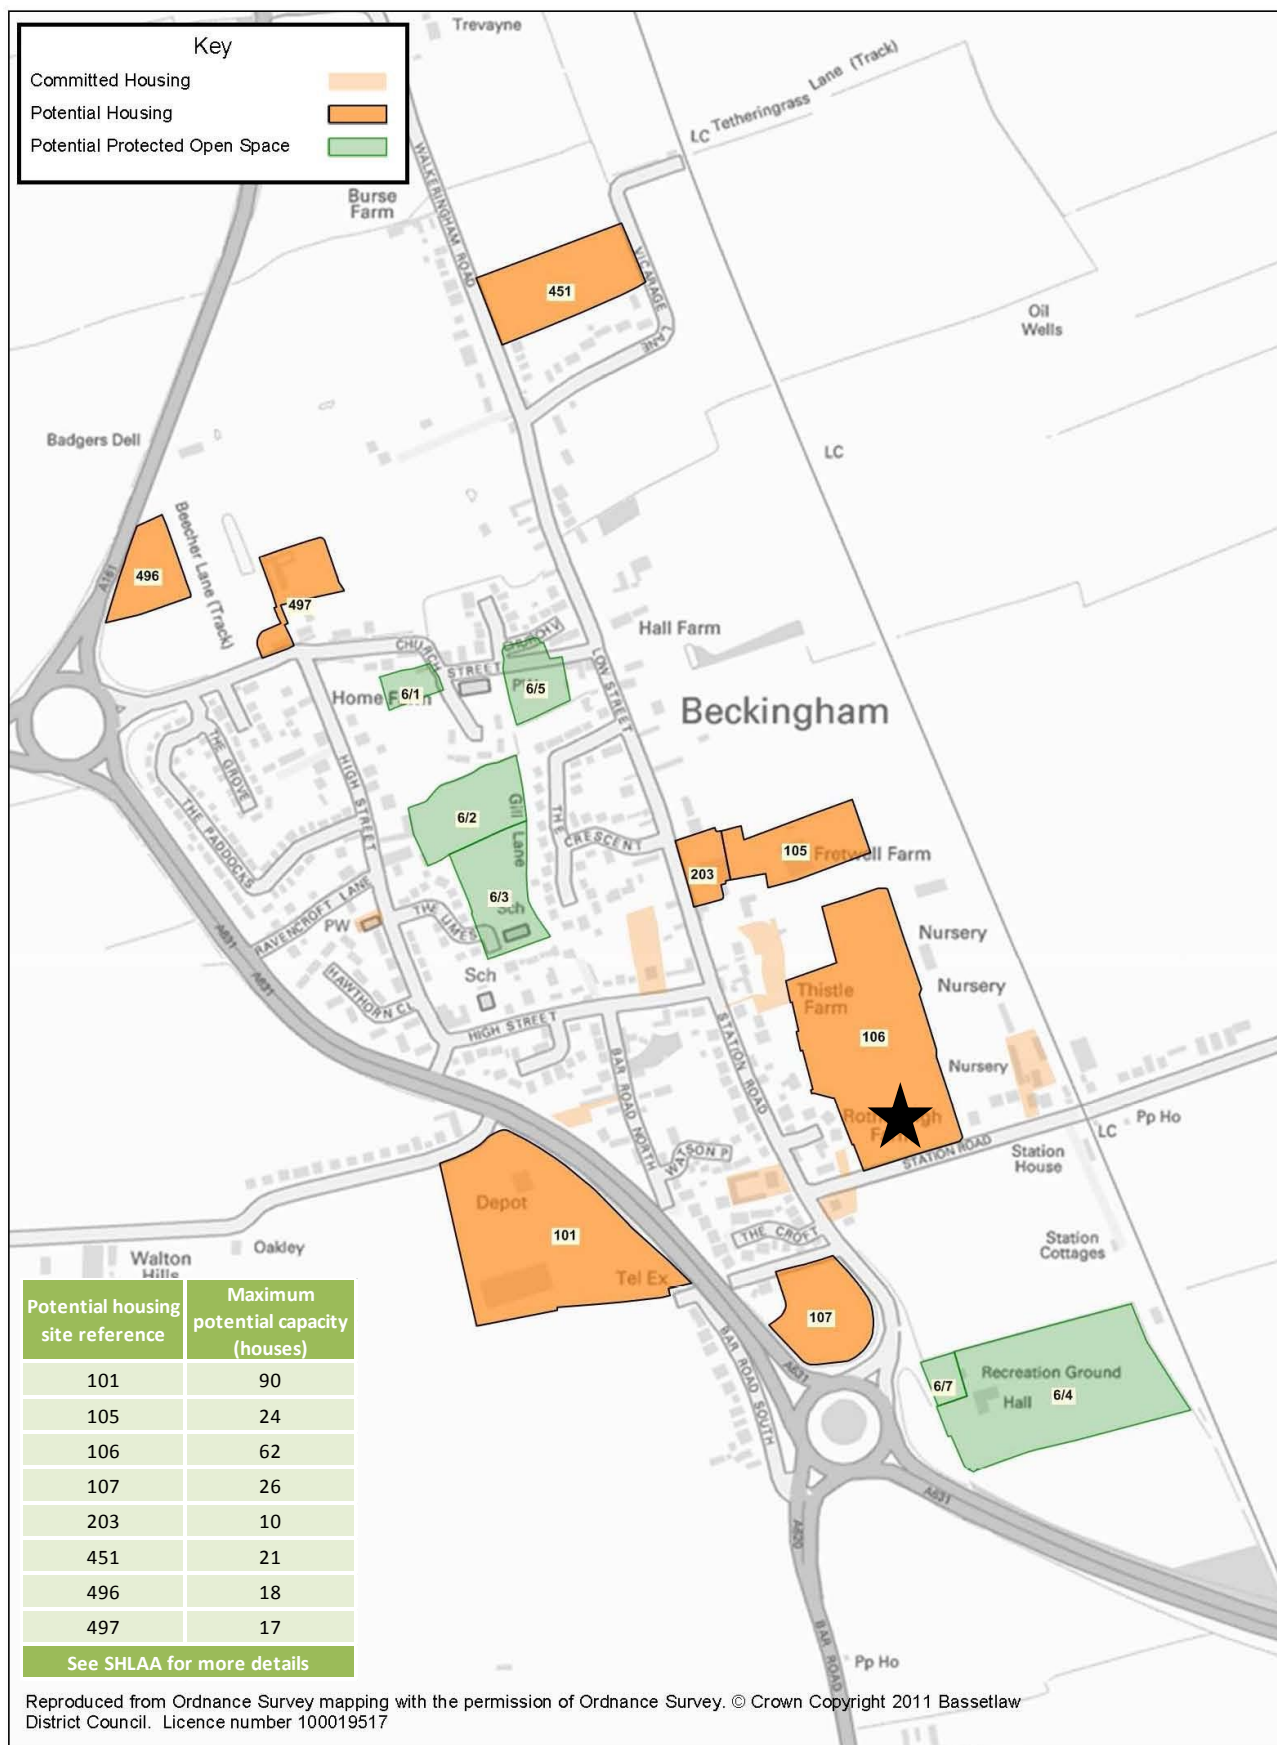 Key
Committed Housing
Potential Housing
Potential Protected Open Space
Trevayne
Tetheringrass Lane (Track)
LC
WALKERINGHAM ROAD
Burse
Farm
VICARAGE
LANE
451
Oil
Wells
Badgers Dell
LC
Beecher Lane (Track)
A161
496
497
Hall Farm
CHURCH
STREET
LOW STREET
Home
6/1
6/5
Beckingham
THE GROVE
THE PADDOCKS
HIGH STREET
6/2
Gill Lane
THE CRESCENT
6/3
Sch
105
Fretwell Farm
203
RAVENCROFT LANE
PW
THE LIMES
Nursery
A631
A631
HAWTHORN CL
Sch
Thistle
Farm
Nursery
HIGH STREET
106
STATION ROAD
BAR ROAD NORTH
Nursery
STATION ROAD
LC
Pp Ho
Station
House
WATSON P
Depot
101
THE CROFT
Oakley
Walton
Hills
Station
Cottages
Tel Ex
107
BAR ROAD SOUTH
A631
Recreation Ground
6/7
6/4
Hall
A631
A620
BAR ROAD
Pp Ho
Potential housing
site reference
Maximum
potential capacity
(houses)
101 90
105 24
106 62
107 26
203 10
451 21
496 18
497 17
See SHLAA for more details
Reproduced from Ordnance Survey mapping with the permission of Ordnance Survey. © Crown Copyright 2011 Bassetlaw
District Council.  Licence number 100019517